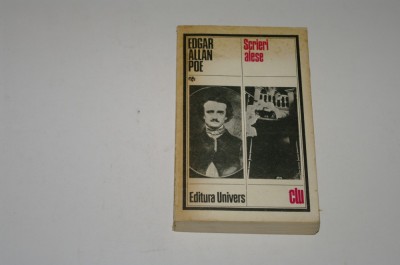 EDGAR
ALLAN
POE
Scrieri
alese
Editura Univers
clu